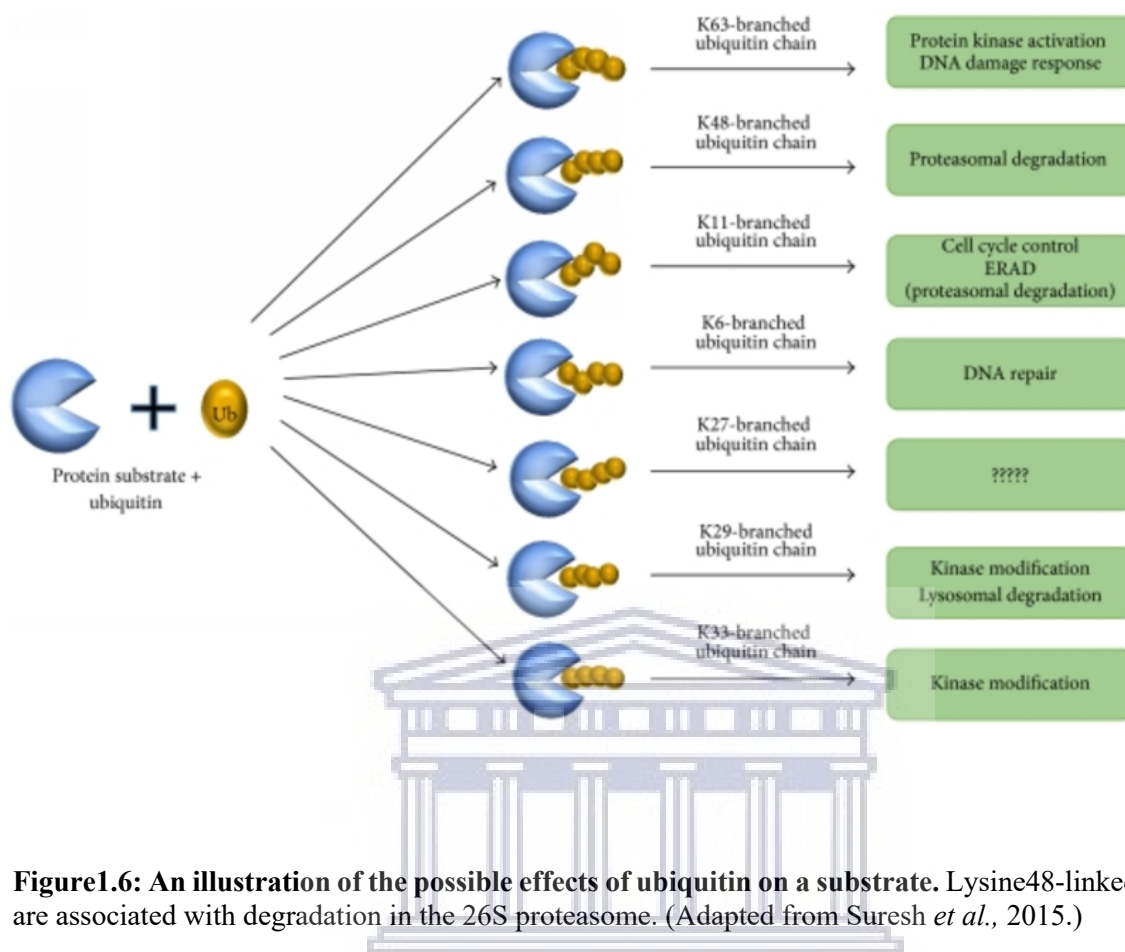 K63-branched
ubiquitin chain
Protein kinase activation
DNA damage response
K48-branched
ubiquitin chain
Proteasomal degradation
K11-branched
ubiquitin chain
Cell cycle control
ERAD
(proteasomal degradation)
K6-branched
ubiquitin chain
DNA repair
Ub
Protein substrate +
ubiquitin
K27-branched
ubiquitin chain
?????
K29-branched
ubiquitin chain
Kinase modification
Lysosomal degradation
K33-branched
ubiquitin chain
Kinase modification
Figure1.6: An illustration of the possible effects of ubiquitin on a substrate. Lysine48-linke
are associated with degradation in the 26S proteasome. (Adapted from Suresh et al., 2015.)